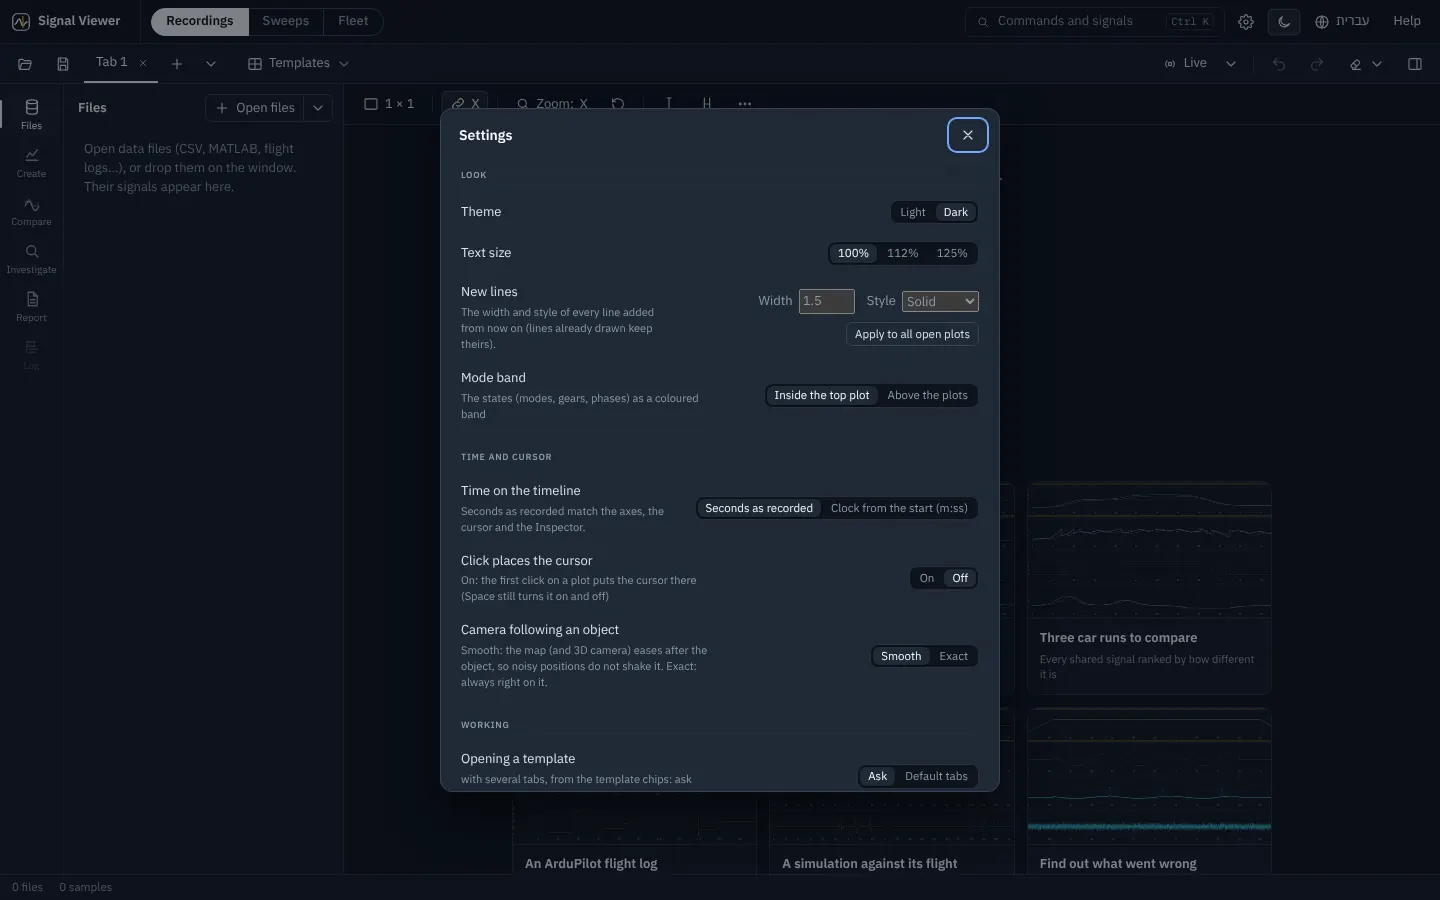 Signal Viewer
Recordings Sweeps Fleet
Commands and signals Ctrl K
עברית
Help
Tab 1
Templates
Live
Files
Open files
Open data files (CSV, MATLAB, flight
logs...), or drop them on the window.
Their signals appear here.
Files
Create
Compare
Investigate
Report
Log
1 × 1
X
Zoom: X
Settings
LOOK
Theme
Light Dark
Text size
100% 112% 125%
New lines
The width and style of every line added
from now on (lines already drawn keep
theirs).
Width 1.5 Style Solid
Apply to all open plots
Mode band
The states (modes, gears, phases) as a coloured
band
Inside the top plot Above the plots
TIME AND CURSOR
Time on the timeline
Seconds as recorded match the axes, the
cursor and the Inspector.
Seconds as recorded Clock from the start (m:ss)
Click places the cursor
On: the first click on a plot puts the cursor there
(Space still turns it on and off)
On Off
Camera following an object
Smooth: the map (and 3D camera) eases after the
object, so noisy positions do not shake it. Exact:
always right on it.
Smooth Exact
WORKING
Opening a template
with several tabs, from the template chips: ask
Ask Default tabs
Three car runs to compare
Every shared signal ranked by how different
it is
An ArduPilot flight log
A simulation against its flight
Find out what went wrong
0 files 0 samples